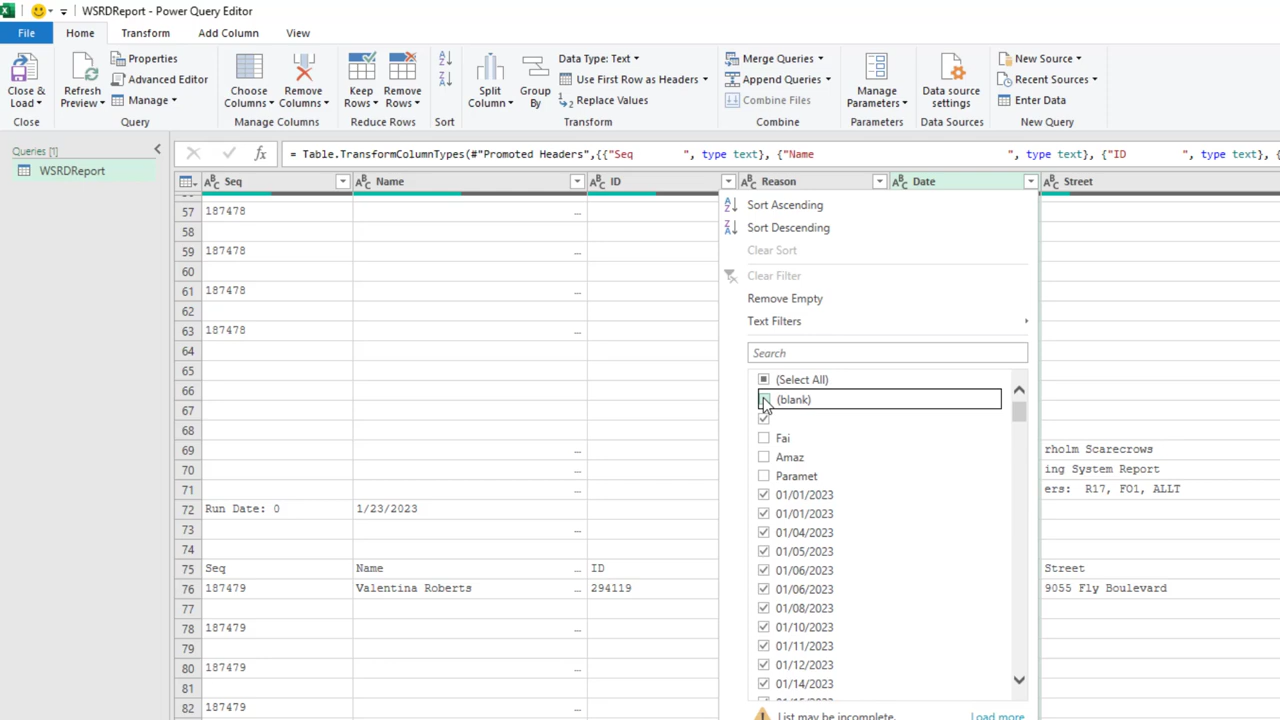 WSRDReport - Power Query Editor
File Home Transform Add Column View
Close & Load
Refresh Preview
Properties
Advanced Editor
Manage
Choose Columns
Remove Columns
Keep Rows
Remove Rows
Split Column
Group By
Data Type: Text
Use First Row as Headers
Replace Values
Merge Queries
Append Queries
Combine Files
Manage Parameters
Data source settings
New Source
Recent Sources
Enter Data
Close Query Manage Columns Reduce Rows Sort Transform Combine Parameters Data Sources New Query
Queries [1]
WSRDReport
fx = Table.TransformColumnTypes(#"Promoted Headers",{{"Seq ", type text}, {"Name ", type text}, {"ID ", type text}, {
ABC Seq ABC Name ABC ID ABC Reason ABC Date ABC Street
57 187478 ...
58
59 187478 ...
60
61 187478 ...
62
63 187478 ...
64
65
66
67
68
69 ... rholm Scarecrows
70 ... ing System Report
71 ... ers: R17, FO1, ALLT
72 Run Date: 0 1/23/2023
73 ...
74
75 Seq Name ... ID Street
76 187479 Valentina Roberts ... 294119 9055 Fly Boulevard
77
78 187479 ...
79
80 187479 ...
81
82 187479 ...
Sort Ascending
Sort Descending
Clear Sort
Clear Filter
Remove Empty
Text Filters
Search
(Select All)
(blank)
Fai
Amaz
Paramet
01/01/2023
01/01/2023
01/04/2023
01/05/2023
01/06/2023
01/06/2023
01/08/2023
01/10/2023
01/11/2023
01/12/2023
01/14/2023
List may be incomplete. Load more